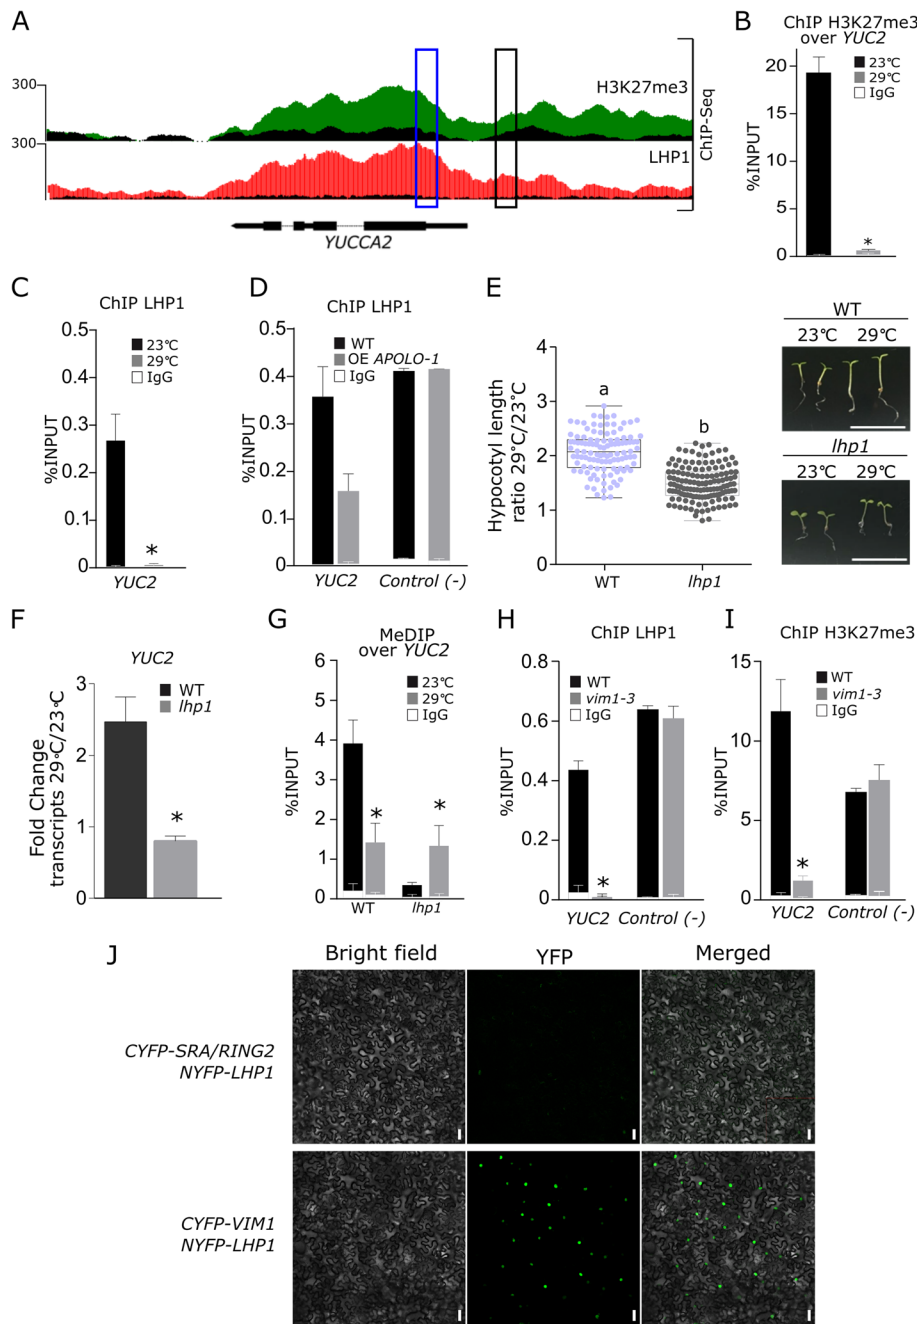 A
300
H3K27me3
300
LHP1
ChIP-Seq
YUCCA2
B
ChIP H3K27me3
over YUC2
23℃
29℃
IgG
20
15
10
5
0
%INPUT
*
C
ChIP LHP1
0.5
0.4
0.3
0.2
0.1
0
%INPUT
23℃
29℃
IgG
*
YUC2
D
ChIP LHP1
0.5
0.4
0.3
0.2
0.1
0
%INPUT
WT
OE APOLO-1
IgG
YUC2
Control (-)
E
Hypocotyl length
ratio 29°C/23°C
4
3
2
1
0
a
b
WT
lhp1
WT
23℃
29℃
lhp1
23℃
29℃
F
YUC2
WT
lhp1
Fold Change
transcripts 29°C/23°C
3
2
1
0
*
G
MeDIP
over YUC2
23℃
29℃
IgG
6
5
4
3
2
1
0
%INPUT
*
*
WT
lhp1
H
ChIP LHP1
WT
vim1-3
IgG
0.8
0.6
0.4
0.2
0
%INPUT
*
YUC2
Control (-)
I
ChIP H3K27me3
WT
vim1-3
IgG
15
10
5
0
%INPUT
*
YUC2
Control (-)
J
Bright field
YFP
Merged
CYFP-SRA/RING2
NYFP-LHP1
CYFP-VIM1
NYFP-LHP1